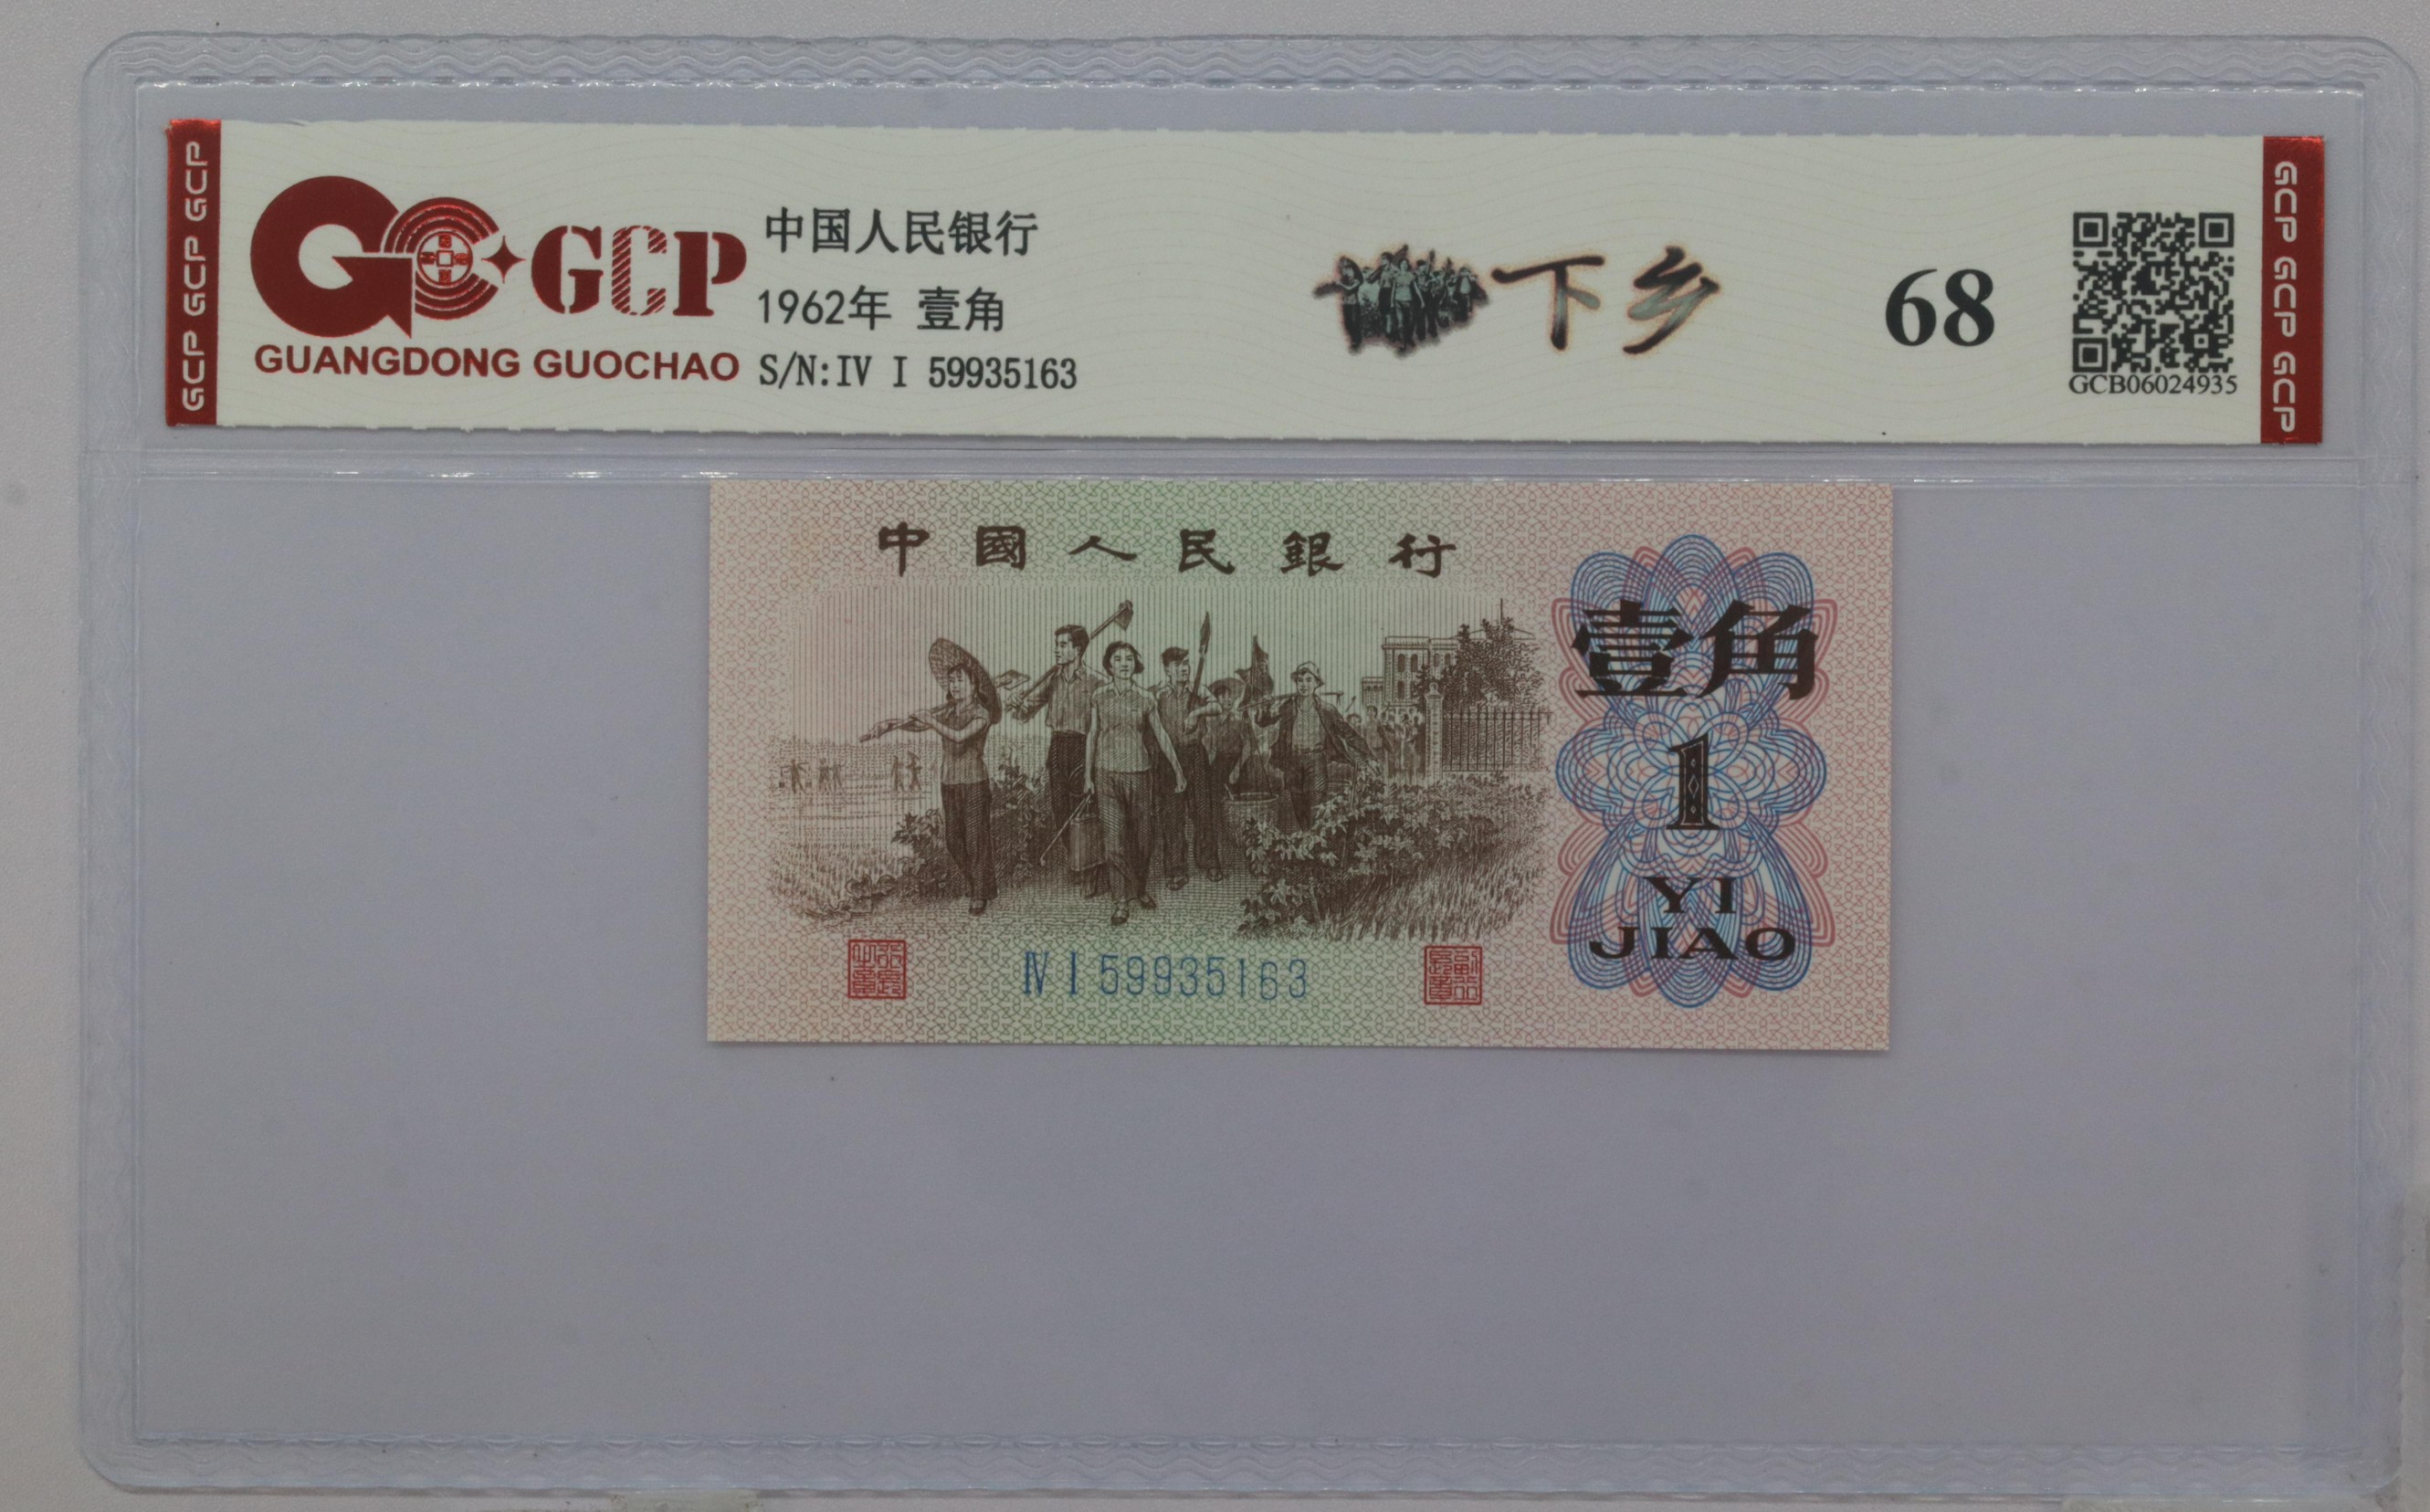 GCP GCP GCP
GCP
GUANGDONG GUOCHAO
中国人民银行
1962年 壹角
S/N:IV I 59935163
下乡
68
GCB06024935
GCP GCP GCP
中國人民銀行
壹角
1
YI
JIAO
IV I 59935163